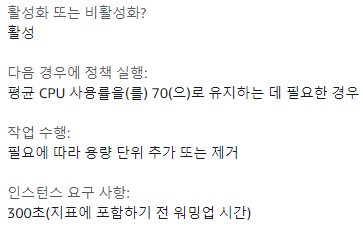 활성화 또는 비활성화?
활성
다음 경우에 정책 실행:
평균 CPU 사용률을(를) 70(으)로 유지하는 데 필요한 경우
작업 수행:
필요에 따라 용량 단위 추가 또는 제거
인스턴스 요구 사항:
300초(지표에 포함하기 전 워밍업 시간)